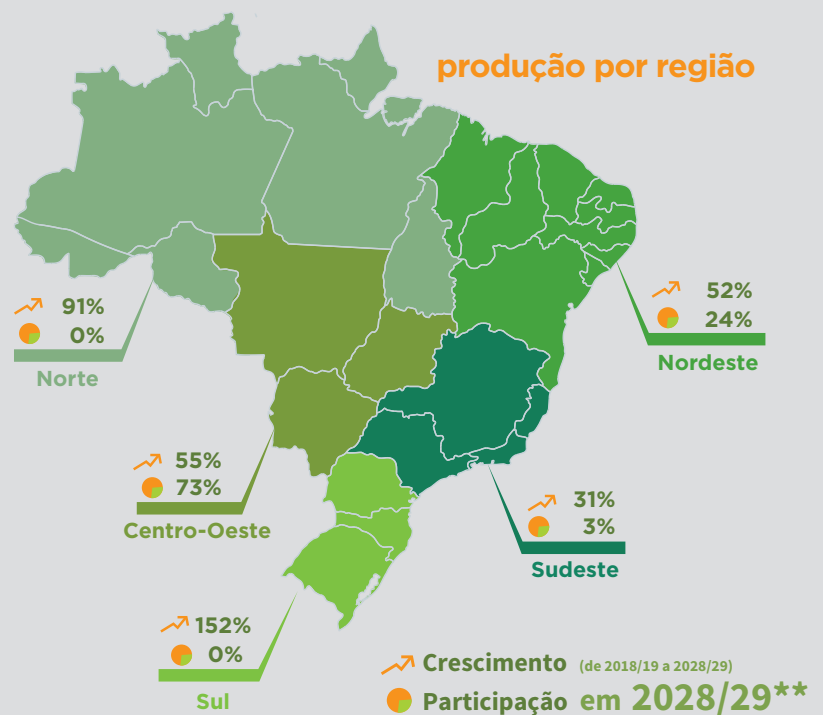 produção por região
91%
0%
Norte
52%
24%
Nordeste
55%
73%
Centro-Oeste
31%
3%
Sudeste
152%
0%
Sul
Crescimento (de 2018/19 a 2028/29)
Participação em 2028/29**